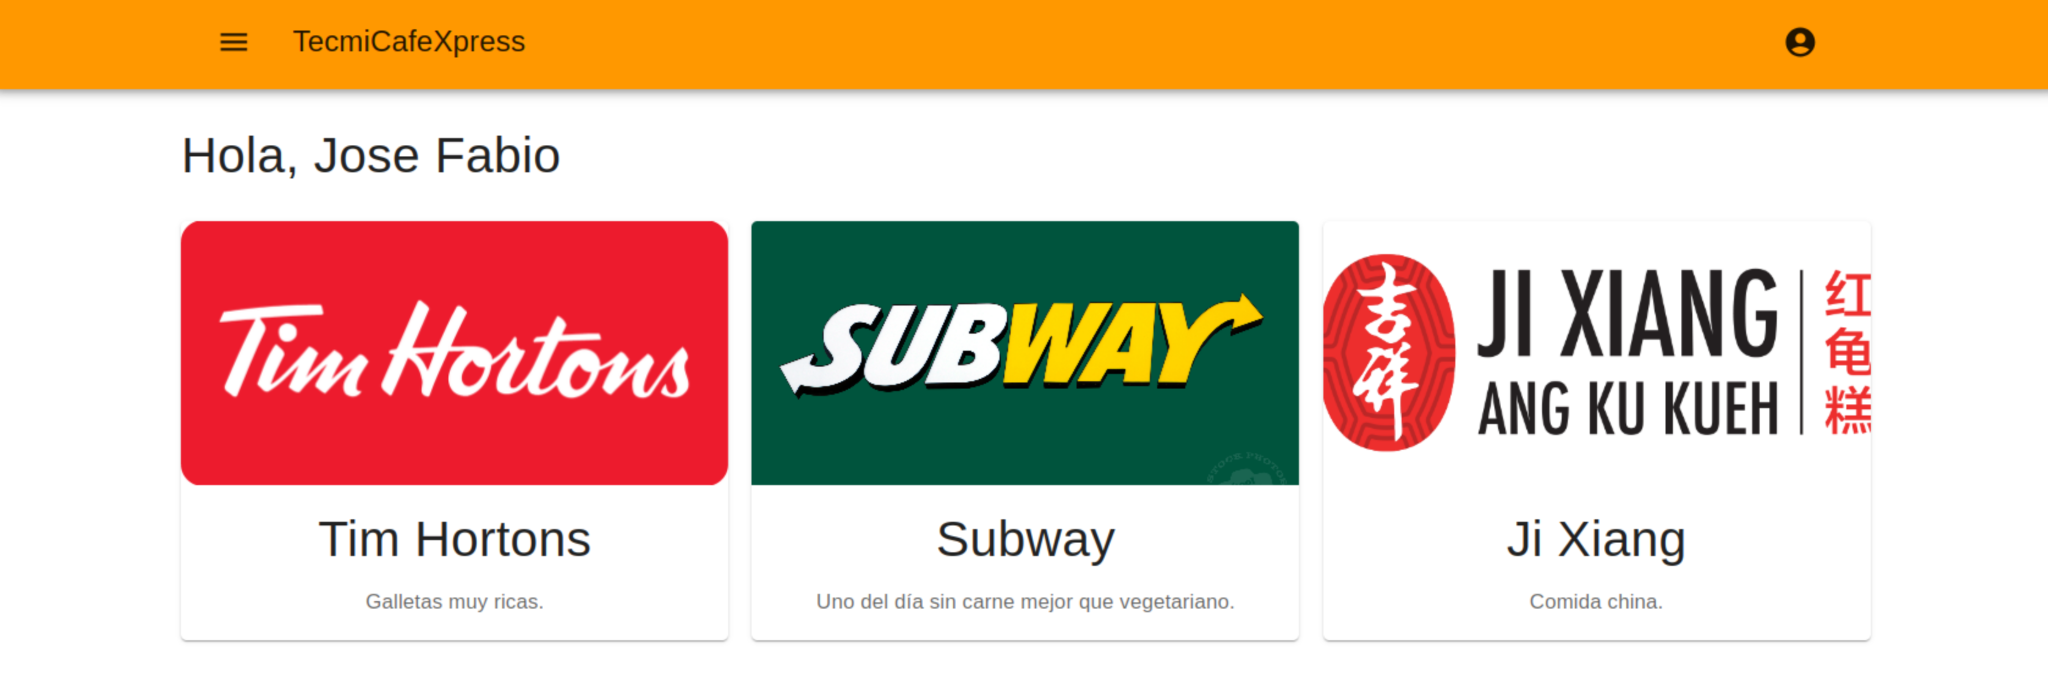 TecmiCafeXpress
Hola, Jose Fabio
Tim Hortons
SUBWAY
吉祥
JI XIANG
ANG KU KUEH
红龟糕
Tim Hortons
Subway
Ji Xiang
Galletas muy ricas.
Uno del día sin carne mejor que vegetariano.
Comida china.